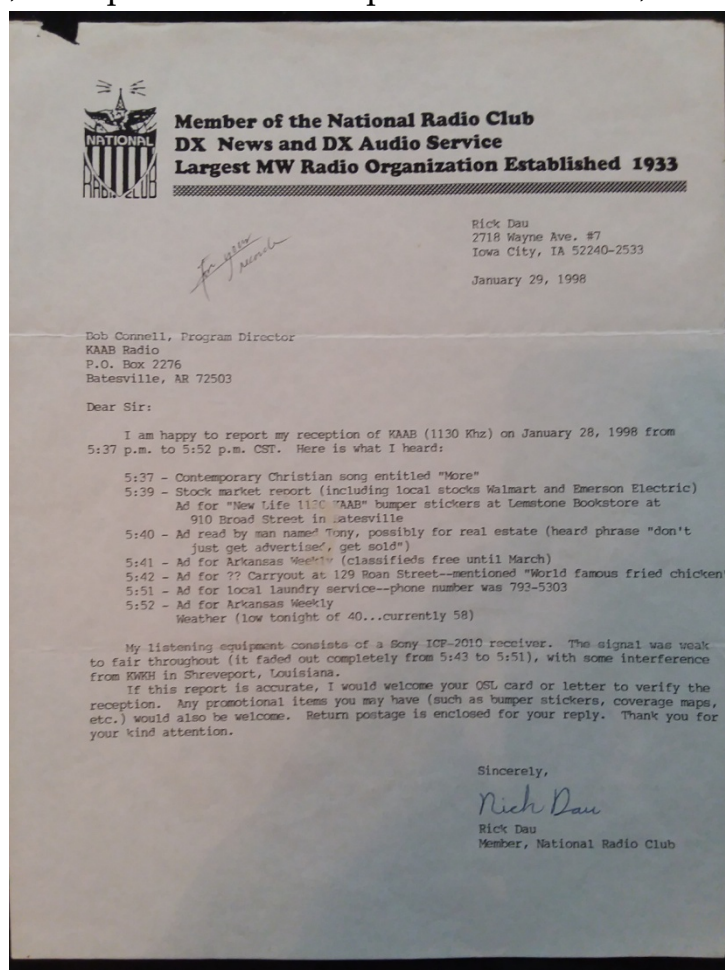 NATIONAL
RADIO CLUB
Member of the National Radio Club
DX News and DX Audio Service
Largest MW Radio Organization Established 1933
for your
records
Rick Dau
2718 Wayne Ave. #7
Iowa City, IA 52240-2533
January 29, 1998
Bob Connell, Program Director
KAAB Radio
P.O. Box 2276
Batesville, AR 72503
Dear Sir:
I am happy to report my reception of KAAB (1130 Khz) on January 28, 1998 from
5:37 p.m. to 5:52 p.m. CST. Here is what I heard:
5:37 - Contemporary Christian song entitled "More"
5:39 - Stock market report (including local stocks Walmart and Emerson Electric)
Ad for "New Life 1130 KAAB" bumper stickers at Lemstone Bookstore at
910 Broad Street in Batesville
5:40 - Ad read by man named Tony, possibly for real estate (heard phrase "don't
just get advertised, get sold")
5:41 - Ad for Arkansas Weekly (classifieds free until March)
5:42 - Ad for ?? Carryout at 129 Roan Street--mentioned "World famous fried chicken"
5:51 - Ad for local laundry service--phone number was 793-5303
5:52 - Ad for Arkansas Weekly
Weather (low tonight of 40...currently 58)
My listening equipment consists of a Sony ICF-2010 receiver. The signal was weak
to fair throughout (it faded out completely from 5:43 to 5:51), with some interference
from KWKH in Shreveport, Louisiana.
If this report is accurate, I would welcome your QSL card or letter to verify the
reception. Any promotional items you may have (such as bumper stickers, coverage maps,
etc.) would also be welcome. Return postage is enclosed for your reply. Thank you for
your kind attention.
Sincerely,
Rick Dau
Rick Dau
Member, National Radio Club